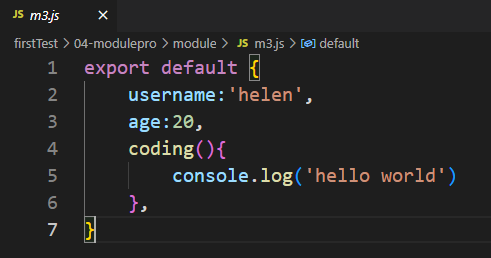 JS m3.js ×
firstTest > 04-modulepro > module > JS m3.js > default
1 export default {
2     username:'helen',
3     age:20,
4     coding(){
5         console.log('hello world')
6     },
7 }